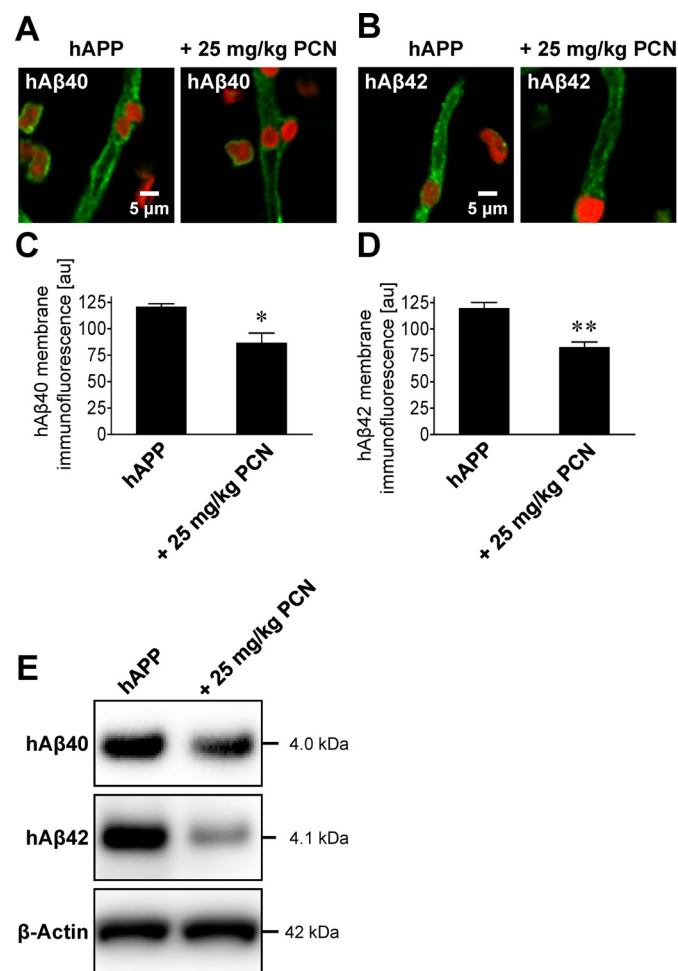 A
hAPP
+ 25 mg/kg PCN
hAβ40
hAβ40
5 µm
B
hAPP
+ 25 mg/kg PCN
hAβ42
hAβ42
5 µm
C
hAβ40 membrane
immunofluorescence [au]
125
100
75
50
25
0
*
hAPP
+ 25 mg/kg PCN
D
hAβ42 membrane
immunofluorescence [au]
125
100
75
50
25
0
**
hAPP
+ 25 mg/kg PCN
E
hAPP
+ 25 mg/kg PCN
hAβ40
4.0 kDa
hAβ42
4.1 kDa
β-Actin
42 kDa